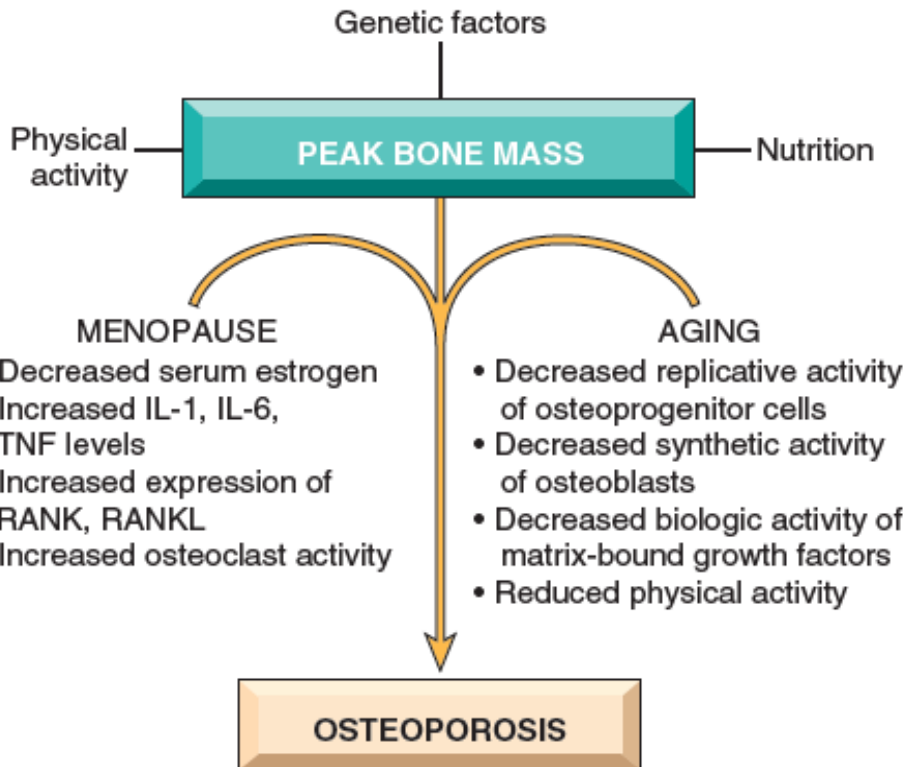 Genetic factors
Physical
activity
PEAK BONE MASS
Nutrition
MENOPAUSE
Decreased serum estrogen
Increased IL-1, IL-6,
TNF levels
Increased expression of
RANK, RANKL
Increased osteoclast activity
AGING
• Decreased replicative activity
of osteoprogenitor cells
• Decreased synthetic activity
of osteoblasts
• Decreased biologic activity of
matrix-bound growth factors
• Reduced physical activity
OSTEOPOROSIS